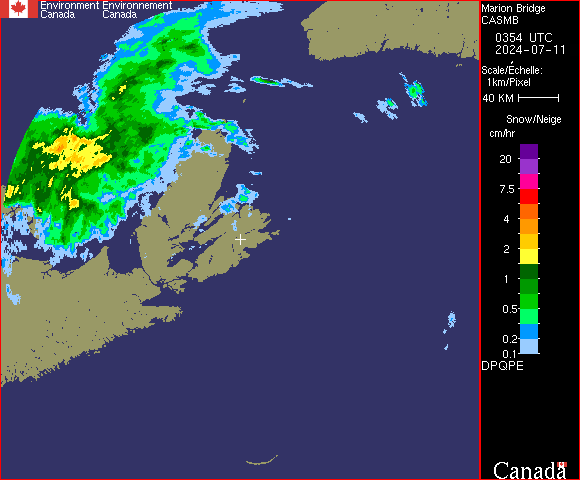 Environment Environnement
Canada Canada
Marion Bridge
CASMB
0354 UTC
2024-07-11
Scale/Échelle:
1km/Pixel
40 KM
Snow/Neige
cm/hr
20
7.5
4
2
1
0.5
0.2
0.1
DPQPE
Canada